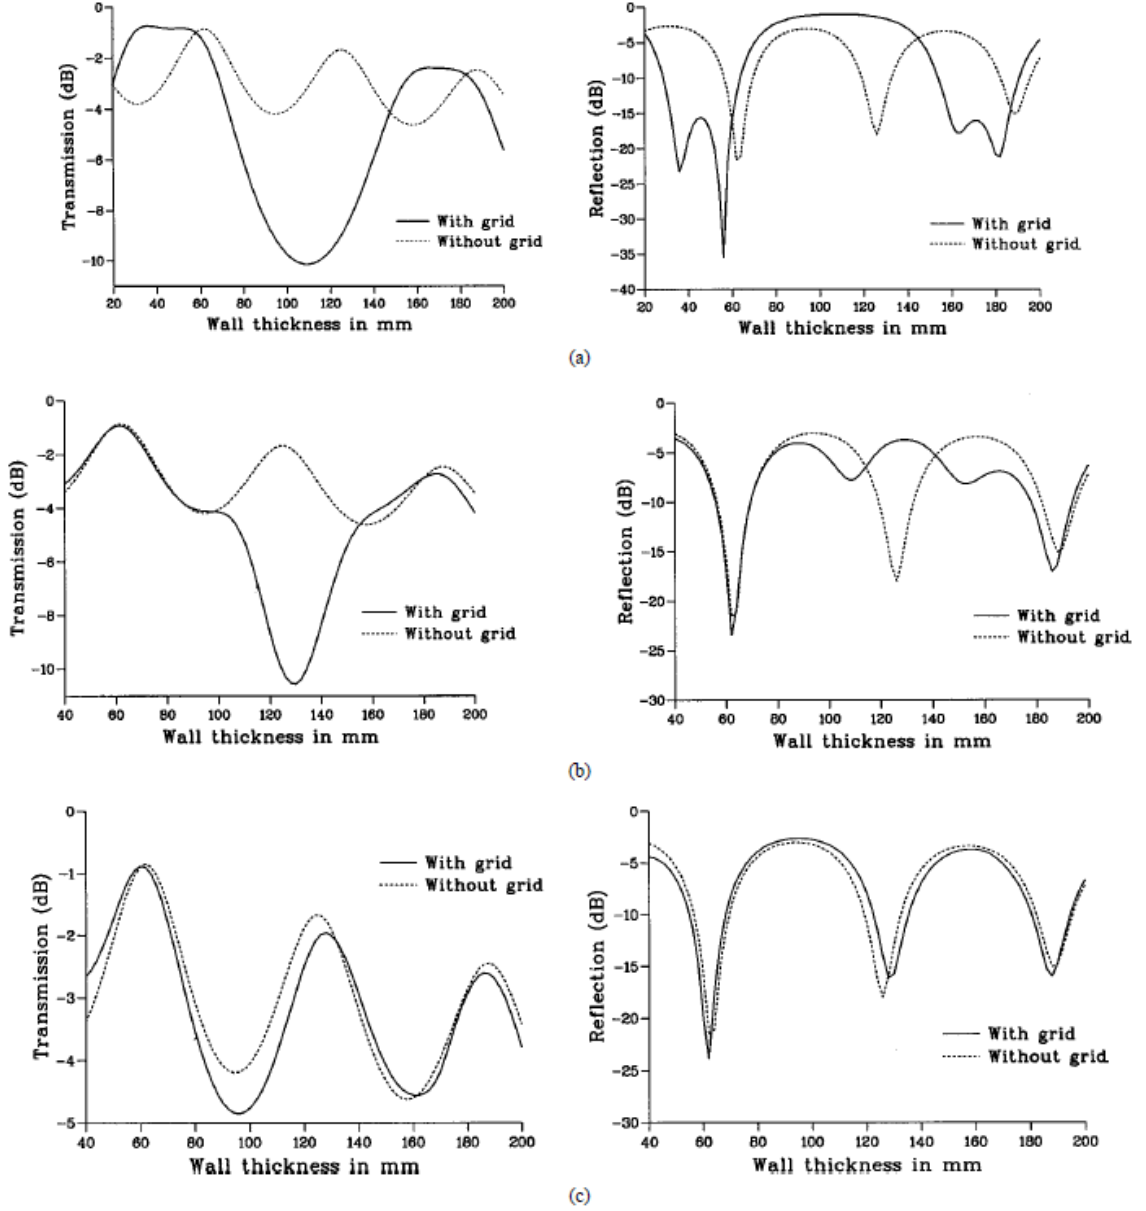 0
-2
-4
-6
-8
-10
Transmission (dB)
With grid
Without grid
20 40 60 80 100 120 140 160 180 200
Wall thickness in mm
0
-5
-10
-15
-20
-25
-30
-35
-40
Reflection (dB)
With grid
Without grid
20 40 60 80 100 120 140 160 180 200
Wall thickness in mm
(a)
0
-2
-4
-6
-8
-10
Transmission (dB)
With grid
Without grid
40 60 80 100 120 140 160 180 200
Wall thickness in mm
0
-5
-10
-15
-20
-25
-30
Reflection (dB)
With grid
Without grid
40 60 80 100 120 140 160 180 200
Wall thickness in mm
(b)
0
-1
-2
-3
-4
-5
Transmission (dB)
With grid
Without grid
40 60 80 100 120 140 160 180 200
Wall thickness in mm
0
-5
-10
-15
-20
-25
-30
Reflection (dB)
With grid
Without grid
40 60 80 100 120 140 160 180 200
Wall thickness in mm
(c)